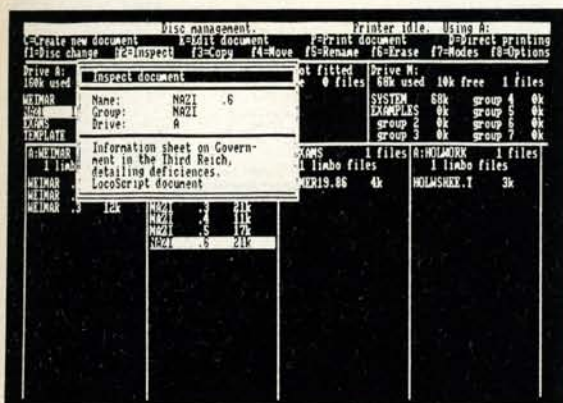 Disc management. Printer idle. Using A:
C=Create new document E=Edit document P=Print document D=Direct printing
f1=Disc change f2=Inspect f3=Copy f4=Move f5=Rename f6=Erase f7=Modes f8=Options
Drive A: ot fitted Drive M:
160k used e 0 files 68k used 10k free 1 files
Inspect document
Name: NAZI .6
Group: NAZI
Drive: A
Information sheet on Govern-
ment in the Third Reich,
detailing deficiences.
LocoScript document
WEIMAR
NAZI
EXAMS
TEMPLATE
SYSTEM 68k group 4 0k
EXAMPLES 0k group 5 0k
group 2 0k group 6 0k
group 3 0k group 7 0k
A:WEIMAR XAMS 1 files A:HOLWORK 1 files
1 limbo 1 limbo files 1 limbo files
WEIMAR MER19.86 4k HOLWSHEE.T 3k
WEIMAR
WEIMAR .3 12k NAZI .3 21k
NAZI .4 11k
NAZI .5 17k
NAZI .6 21k